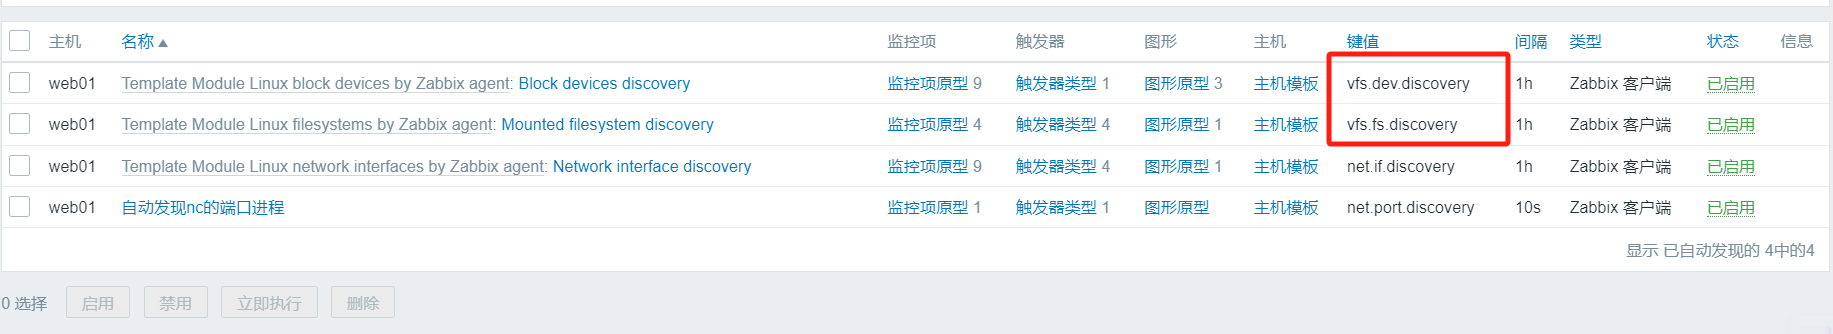 主机 名称▲ 监控项 触发器 图形 主机 键值 间隔 类型 状态 信息
web01 Template Module Linux block devices by Zabbix agent: Block devices discovery 监控项原型 9 触发器类型 1 图形原型 3 主机模板 vfs.dev.discovery 1h Zabbix 客户端 已启用
web01 Template Module Linux filesystems by Zabbix agent: Mounted filesystem discovery 监控项原型 4 触发器类型 4 图形原型 1 主机模板 vfs.fs.discovery 1h Zabbix 客户端 已启用
web01 Template Module Linux network interfaces by Zabbix agent: Network interface discovery 监控项原型 9 触发器类型 4 图形原型 1 主机模板 net.if.discovery 1h Zabbix 客户端 已启用
web01 自动发现nc的端口进程 监控项原型 1 触发器类型 1 图形原型 主机模板 net.port.discovery 10s Zabbix 客户端 已启用
显示 已自动发现的 4中的4
0 选择 启用 禁用 立即执行 删除